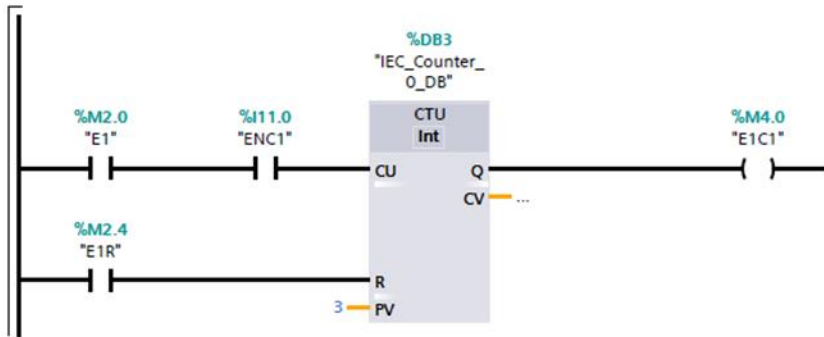 %DB3
"IEC_Counter_
0_DB"
%M2.0
"E1"
%I11.0
"ENC1"
CTU
Int
%M4.0
"E1C1"
CU
Q
CV
...
%M2.4
"E1R"
R
3
PV